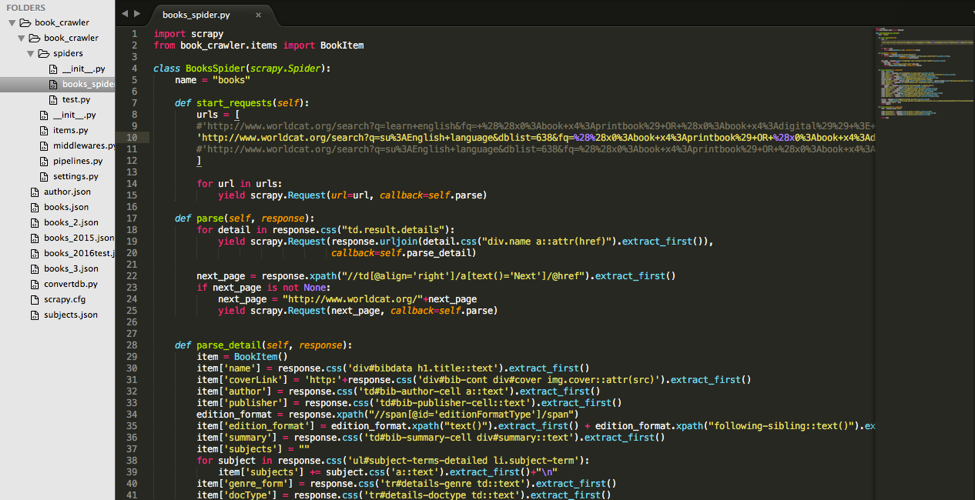 FOLDERS
book_crawler
book_crawler
spiders
__init__.py
books_spider
test.py
__init__.py
items.py
middlewares.py
pipelines.py
settings.py
author.json
books.json
books_2.json
books_2015.json
books_2016test.j
books_3.json
convertdb.py
scrapy.cfg
subjects.json
books_spider.py ×
1 import scrapy
2 from book_crawler.items import BookItem
3
4 class BooksSpider(scrapy.Spider):
5 name = "books"
6
7 def start_requests(self):
8 urls = [
9 #'http://www.worldcat.org/search?q=learn+english&fq=+%28%28x0%3Abook+x4%3Aprintbook%29+OR+%28x0%3Abook+x4%3Adigital%29%29+%3E+
10 'http://www.worldcat.org/search?q=su%3AEnglish+language&dblist=638&fq=%28%28x0%3Abook+x4%3Aprintbook%29+OR+%28x0%3Abook+x4%3Ad
11 #'http://www.worldcat.org/search?q=su%3AEnglish+language&dblist=638&fq=%28%28x0%3Abook+x4%3Aprintbook%29+OR+%28x0%3Abook+x4%3A
12 ]
13
14 for url in urls:
15 yield scrapy.Request(url=url, callback=self.parse)
16
17 def parse(self, response):
18 for detail in response.css("td.result.details"):
19 yield scrapy.Request(response.urljoin(detail.css("div.name a::attr(href)").extract_first()),
20 callback=self.parse_detail)
21
22 next_page = response.xpath("//td[@align='right']/a[text()='Next']/@href").extract_first()
23 if next_page is not None:
24 next_page = "http://www.worldcat.org/"+next_page
25 yield scrapy.Request(next_page, callback=self.parse)
26
27
28 def parse_detail(self, response):
29 item = BookItem()
30 item['name'] = response.css('div#bibdata h1.title::text').extract_first()
31 item['coverLink'] = 'http:'+response.css('div#bib-cont div#cover img.cover::attr(src)').extract_first()
32 item['author'] = response.css('td#bib-author-cell a::text').extract_first()
33 item['publisher'] = response.css('td#bib-publisher-cell::text').extract_first()
34 edition_format = response.xpath("//span[@id='editionFormatType']/span")
35 item['edition_format'] = edition_format.xpath("text()").extract_first() + edition_format.xpath("following-sibling::text()").ex
36 item['summary'] = response.css('td#bib-summary-cell div#summary::text').extract_first()
37 item['subjects'] = ""
38 for subject in response.css('ul#subject-terms-detailed li.subject-term'):
39 item['subjects'] += subject.css('a::text').extract_first()+"\n"
40 item['genre_form'] = response.css('tr#details-genre td::text').extract_first()
41 item['docType'] = response.css('tr#details-doctype td::text').extract_first()